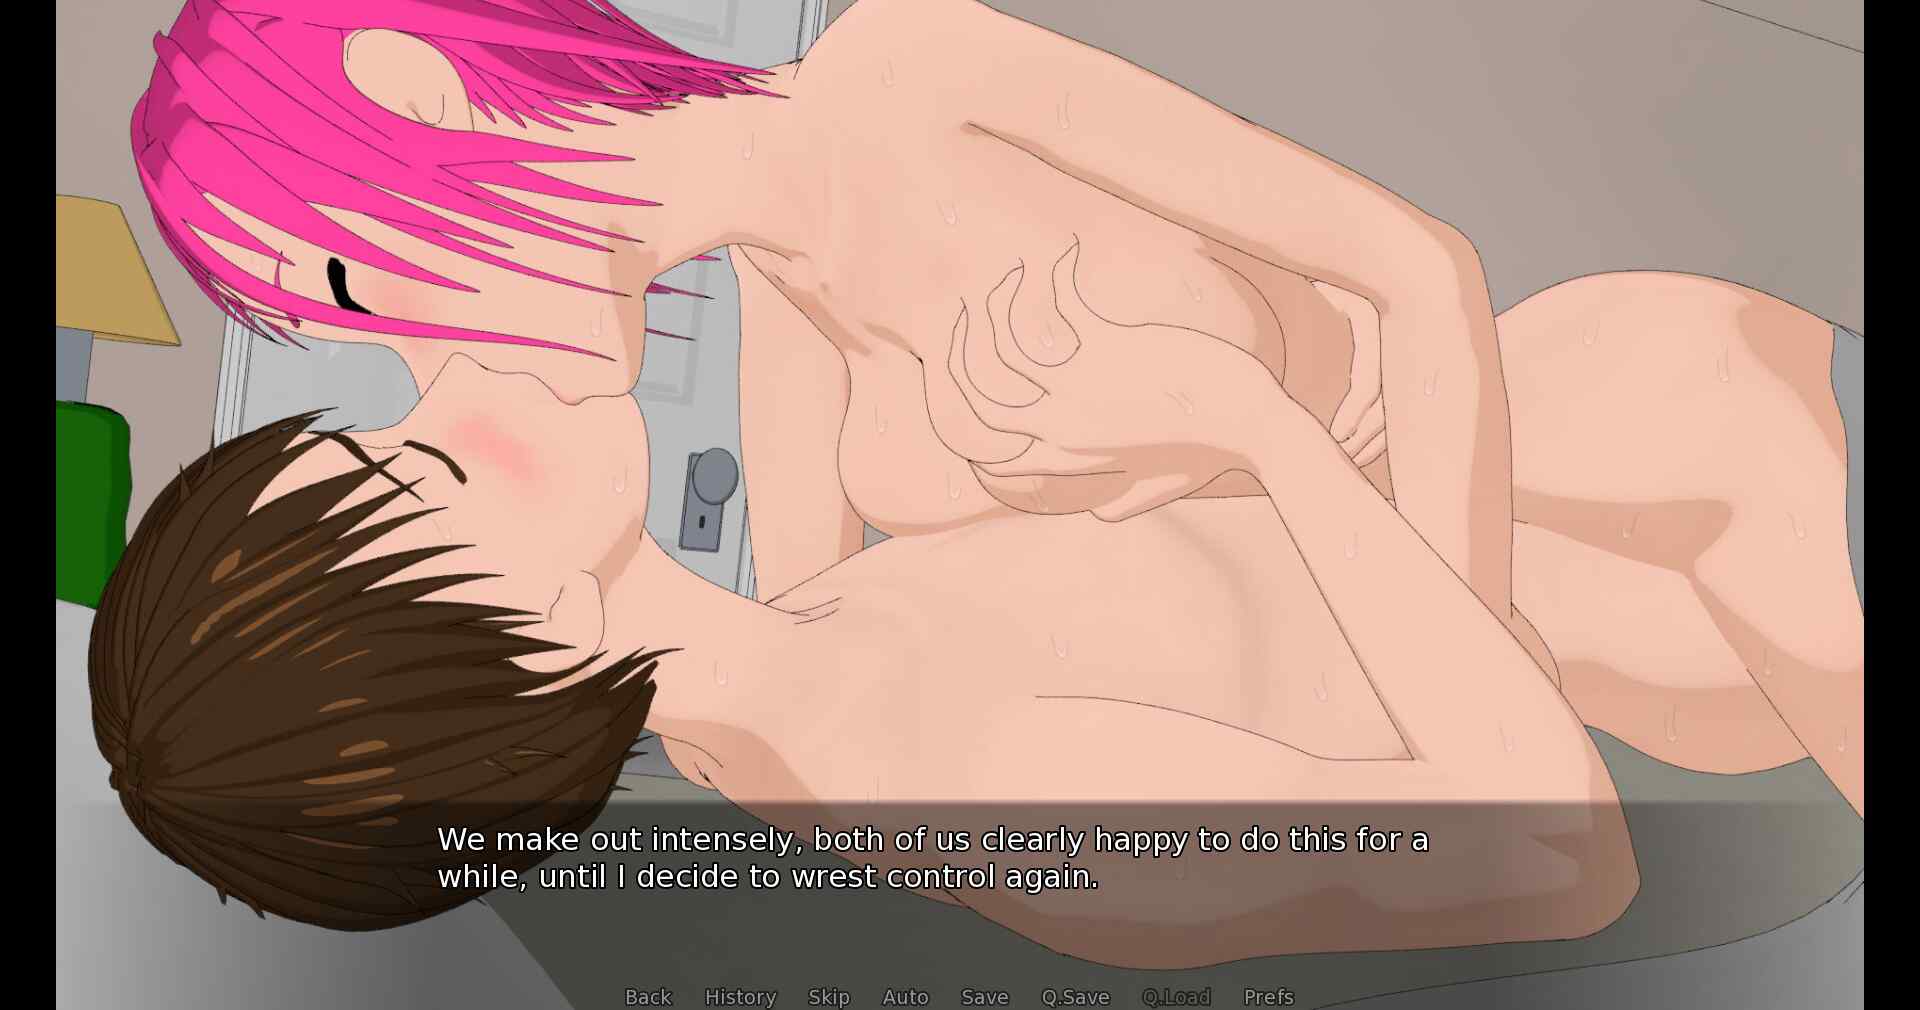 We make out intensely, both of us clearly happy to do this for a
while, until I decide to wrest control again.
Back History Skip Auto Save Q.Save Q.Load Prefs